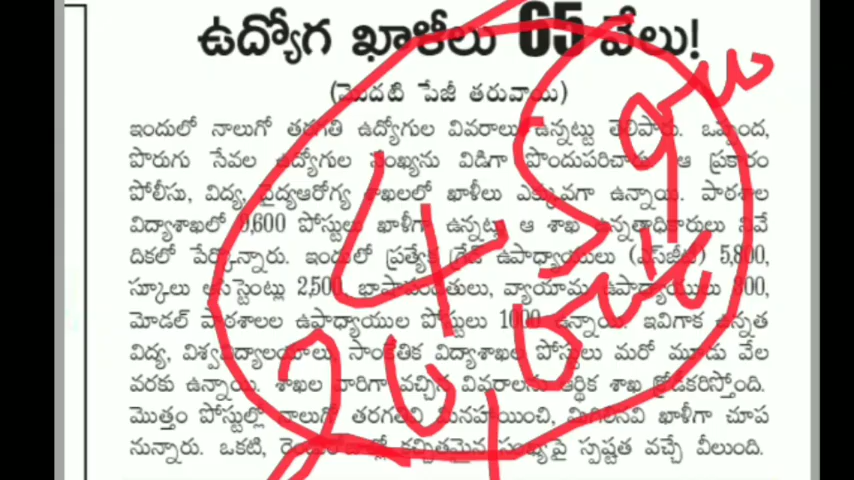 ఉద్యోగ ఖాళీలు 65 వేలు!
(మొదటి పేజీ తరువాయి)
ఇందులో నాలుగో తరగతి ఉద్యోగుల వివరాలు ఉన్నట్టు తెలిపారు. ఒప్పంద,
పొరుగు సేవల ఉద్యోగుల సంఖ్యను విడిగా పొందుపరిచారు. ఆ ప్రకారం
పోలీసు, విద్య, వైద్యఆరోగ్య శాఖలలో ఖాళీలు ఎక్కువగా ఉన్నాయి. పాఠశాల
విద్యాశాఖలో 9,600 పోస్టులు ఖాళీగా ఉన్నట్లు ఆ శాఖ ఉన్నతాధికారులు నివే
దికలో పేర్కొన్నారు. ఇందులో ప్రత్యేక గ్రేడ్ ఉపాధ్యాయులు (ఎస్‌జీటీ) 5,800,
స్కూలు అసిస్టెంట్లు 2,500, భాషాపండితులు, వ్యాయామ ఉపాధ్యాయులు 300,
మోడల్ పాఠశాలల ఉపాధ్యాయుల పోస్టులు 1000 ఉన్నాయి. ఇవిగాక ఉన్నత
విద్య, విశ్వవిద్యాలయాలు, సాంకేతిక విద్యాశాఖల పోస్టులు మరో మూడు వేల
వరకు ఉన్నాయి. శాఖల వారీగా వచ్చిన వివరాలను ఆర్థిక శాఖ క్రోడీకరిస్తోంది.
మొత్తం పోస్టుల్లో నాలుగో తరగతిని మినహాయించి, మిగిలినవి ఖాళీగా చూప
నున్నారు. ఒకటి, రెండురోజుల్లో కచ్చితమైన సంఖ్యపై స్పష్టత వచ్చే వీలుంది.